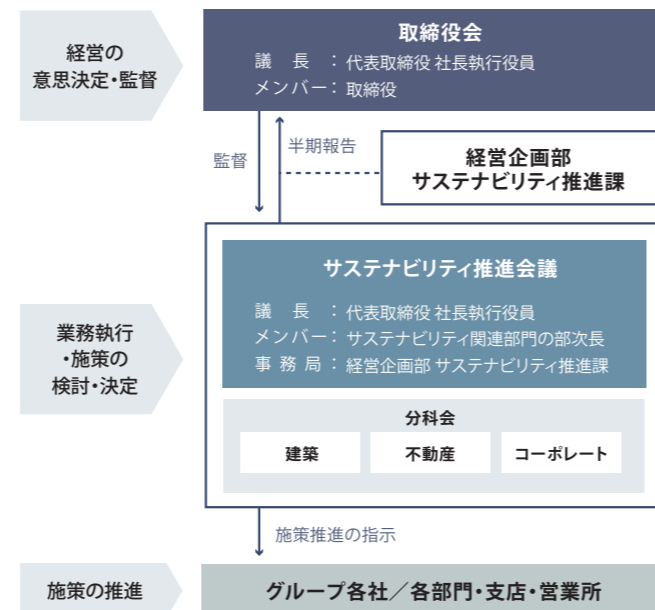 経営の
意思決定・監督
取締役会
議長：代表取締役 社長執行役員
メンバー：取締役
監督
半期報告
経営企画部
サステナビリティ推進課
業務執行
・施策の
検討・決定
サステナビリティ推進会議
議長：代表取締役 社長執行役員
メンバー：サステナビリティ関連部門の部次長
事務局：経営企画部 サステナビリティ推進課
分科会
建築
不動産
コーポレート
施策推進の指示
施策の推進
グループ各社／各部門・支店・営業所